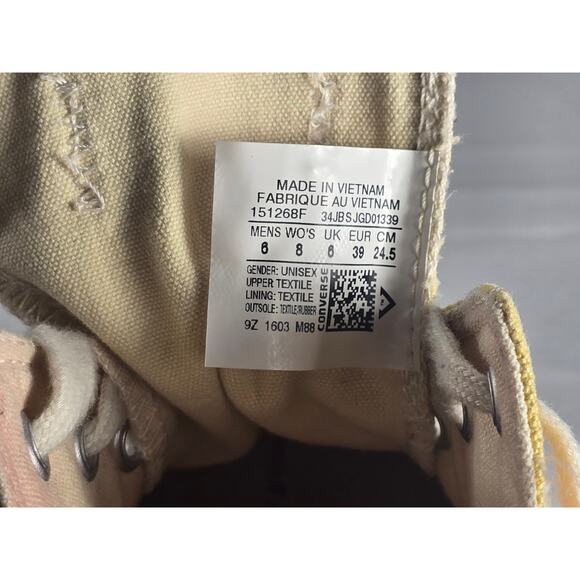 MADE IN VIETNAM
FABRIQUE AU VIETNAM
151268F 34JBSJGD01339
MENS WO'S UK EUR CM
6 8 6 39 24.5
GENDER: UNISEX
UPPER TEXTILE
LINING: TEXTILE
OUTSOLE: TEXTILE/RUBBER
CONVERSE
9Z 1603 M88